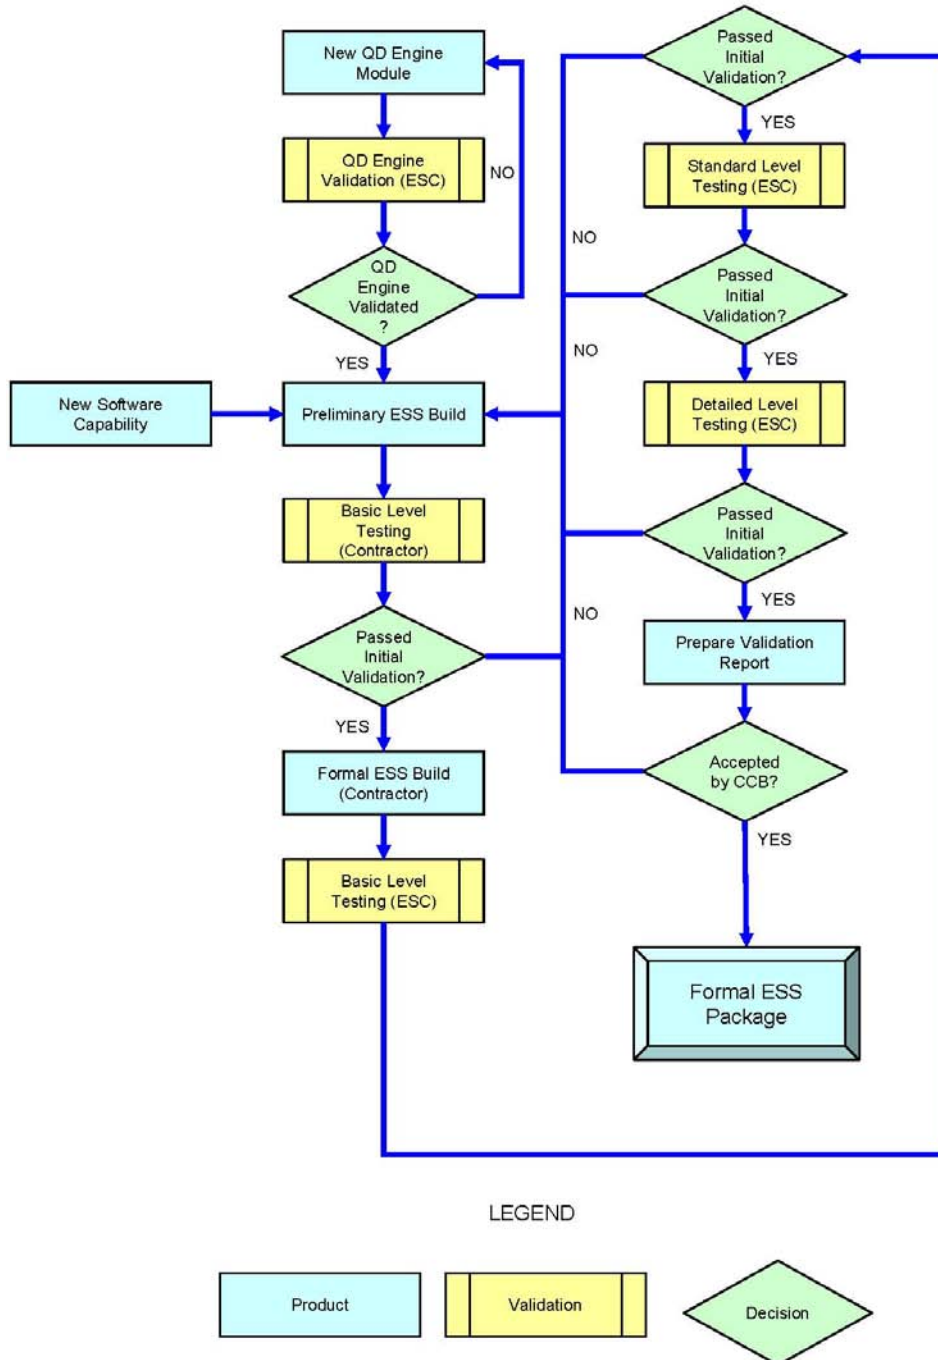 New QD Engine
Module
QD Engine
Validation (ESC)
NO
QD
Engine
Validated
?
YES
New Software
Capability
Preliminary ESS Build
Basic Level
Testing
(Contractor)
Passed
Initial
Validation?
YES
Formal ESS Build
(Contractor)
Basic Level
Testing (ESC)
Passed
Initial
Validation?
YES
Standard Level
Testing (ESC)
NO
Passed
Initial
Validation?
NO
YES
Detailed Level
Testing (ESC)
Passed
Initial
Validation?
YES
NO
Prepare Validation
Report
Accepted
by CCB?
YES
Formal ESS
Package
LEGEND
Product
Validation
Decision